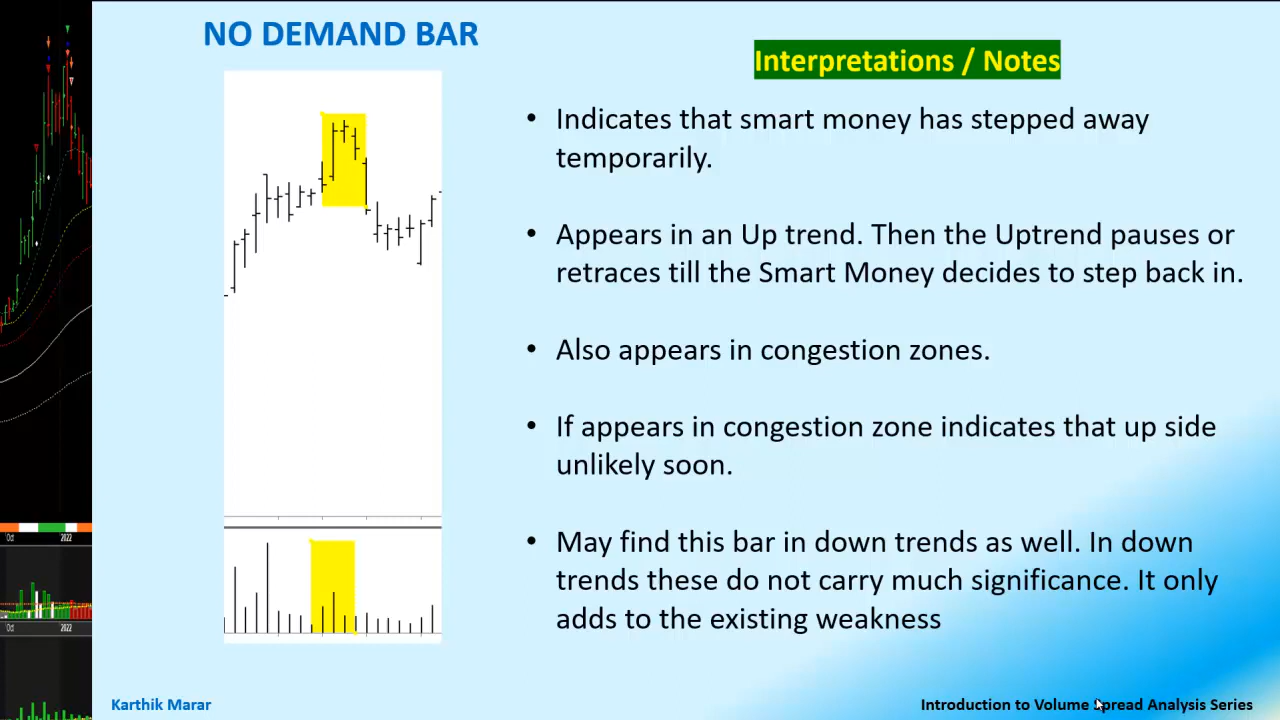 NO DEMAND BAR
Interpretations / Notes
• Indicates that smart money has stepped away
temporarily.
• Appears in an Up trend. Then the Uptrend pauses or
retraces till the Smart Money decides to step back in.
• Also appears in congestion zones.
• If appears in congestion zone indicates that up side
unlikely soon.
• May find this bar in down trends as well. In down
trends these do not carry much significance. It only
adds to the existing weakness
Oct 2022
Oct 2022
Karthik Marar
Introduction to Volume Spread Analysis Series